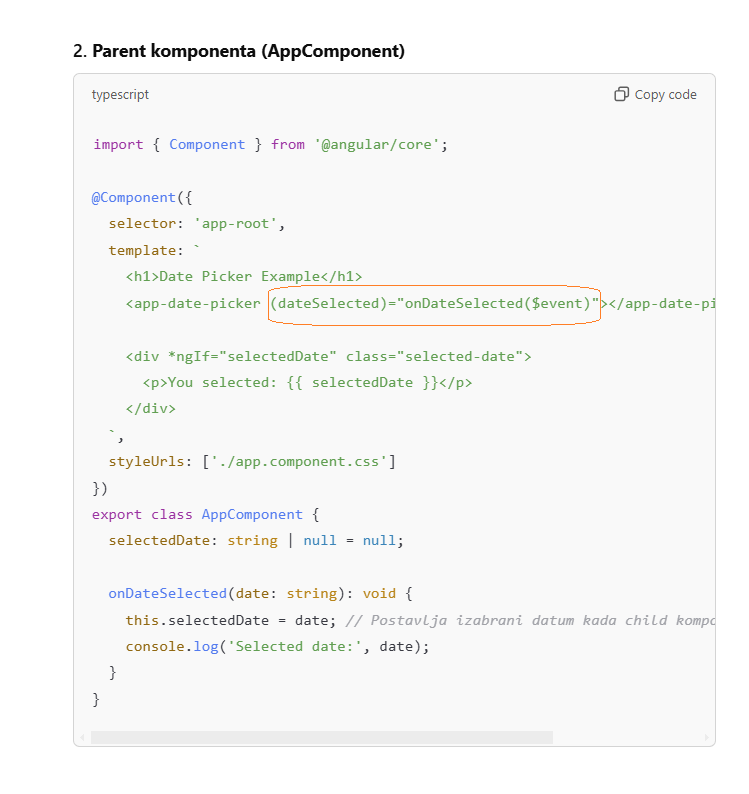 2. Parent komponenta (AppComponent)
typescript
Copy code
import { Component } from '@angular/core';
@Component({
  selector: 'app-root',
  template: `
    <h1>Date Picker Example</h1>
    <app-date-picker (dateSelected)="onDateSelected($event)"></app-date-pi
    <div *ngIf="selectedDate" class="selected-date">
      <p>You selected: {{ selectedDate }}</p>
    </div>
  `,
  styleUrls: ['./app.component.css']
})
export class AppComponent {
  selectedDate: string | null = null;
  onDateSelected(date: string): void {
    this.selectedDate = date; // Postavlja izabrani datum kada child kompo
    console.log('Selected date:', date);
  }
}